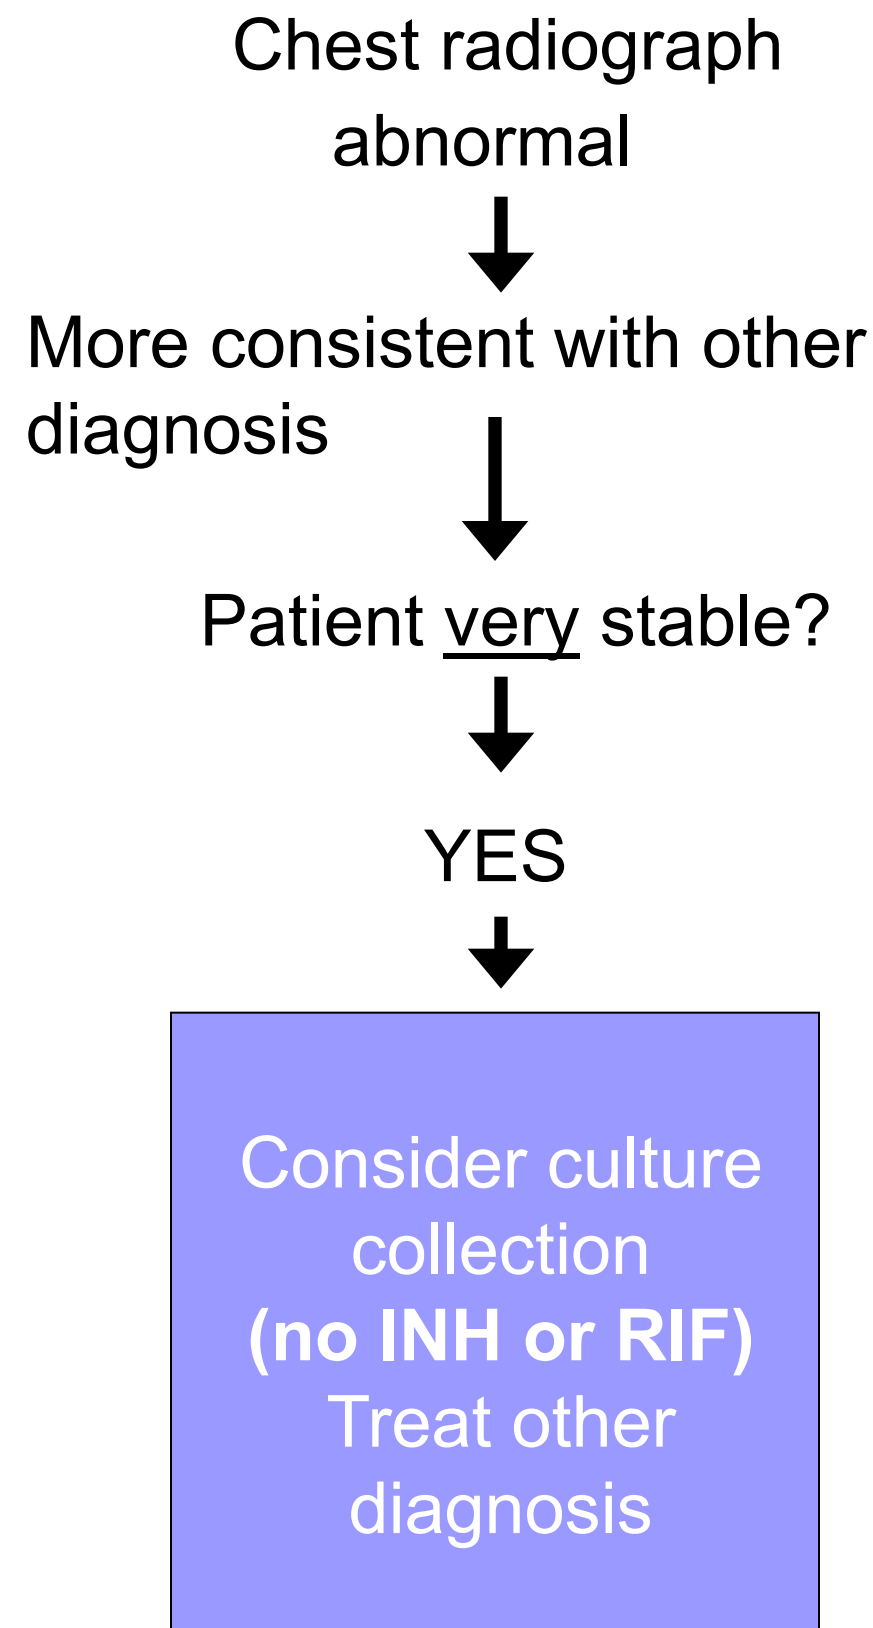 Chest radiograph
abnormal
More consistent with other
diagnosis
Patient very stable?
YES
Consider culture
collection
(no INH or RIF)
Treat other
diagnosis